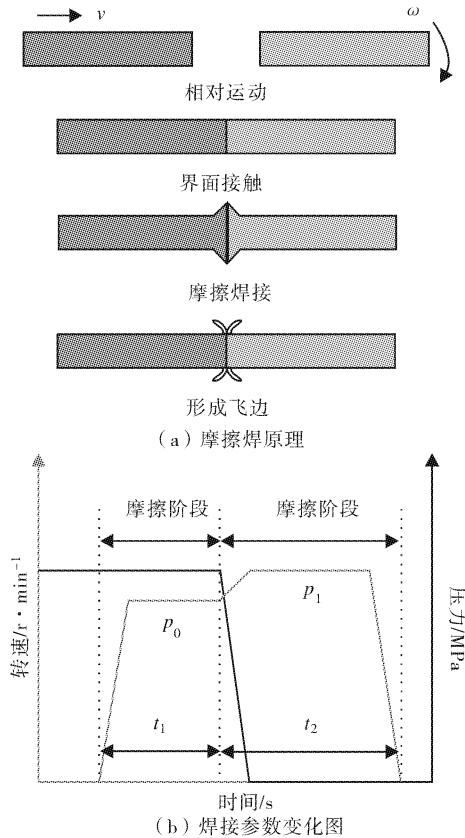 v ω
相对运动
界面接触
摩擦焊接
形成飞边
（a）摩擦焊原理
摩擦阶段 摩擦阶段
p₀ p₁
t₁ t₂
转速/r·min⁻¹
压力/MPa
时间/s
（b）焊接参数变化图